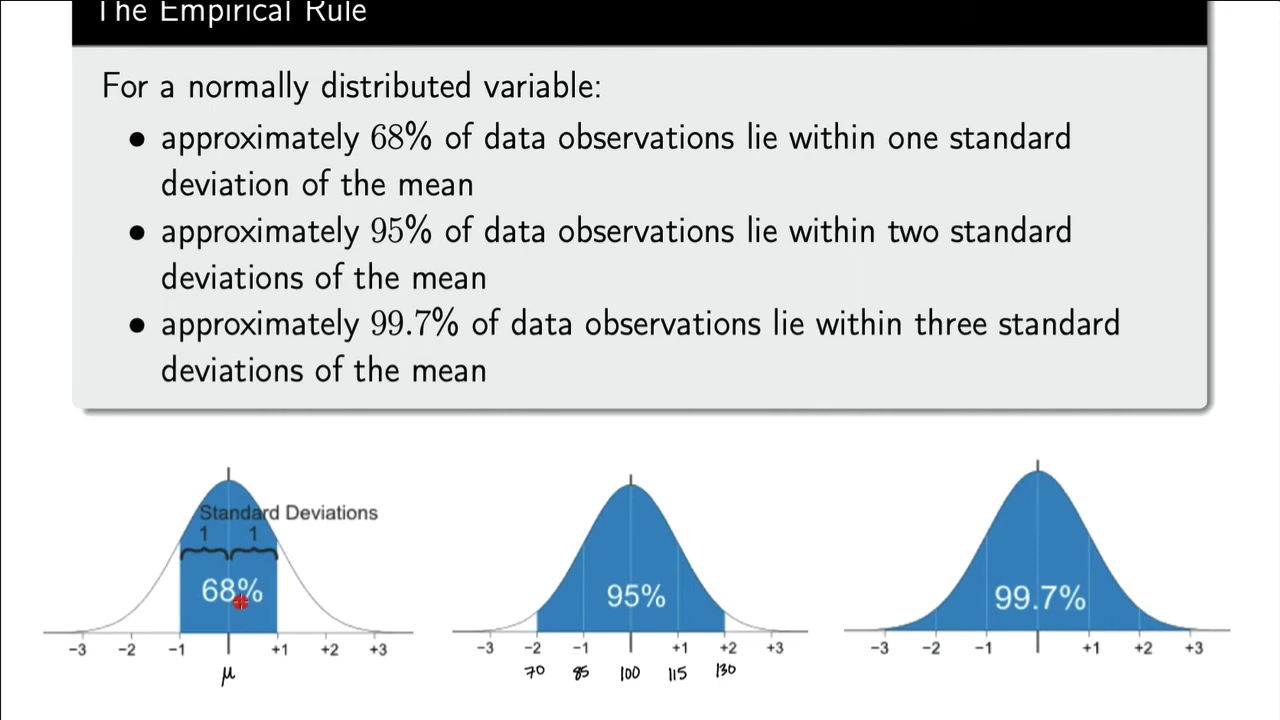 The Empirical Rule
For a normally distributed variable:
• approximately 68% of data observations lie within one standard
deviation of the mean
• approximately 95% of data observations lie within two standard
deviations of the mean
• approximately 99.7% of data observations lie within three standard
deviations of the mean
Standard Deviations
1 1
68%
−3 −2 −1 +1 +2 +3
μ
95%
−3 −2 −1 +1 +2 +3
70 85 100 115 130
99.7%
−3 −2 −1 +1 +2 +3